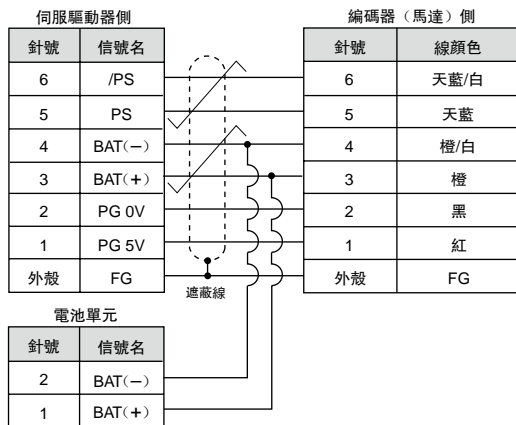 伺服驅動器側
編碼器（馬達）側
針號 信號名
針號 線顏色
6 /PS
6 天藍/白
5 PS
5 天藍
4 BAT(−)
4 橙/白
3 BAT(+)
3 橙
2 PG 0V
2 黑
1 PG 5V
1 紅
外殼 FG
外殼 FG
遮蔽線
電池單元
針號 信號名
2 BAT(−)
1 BAT(+)